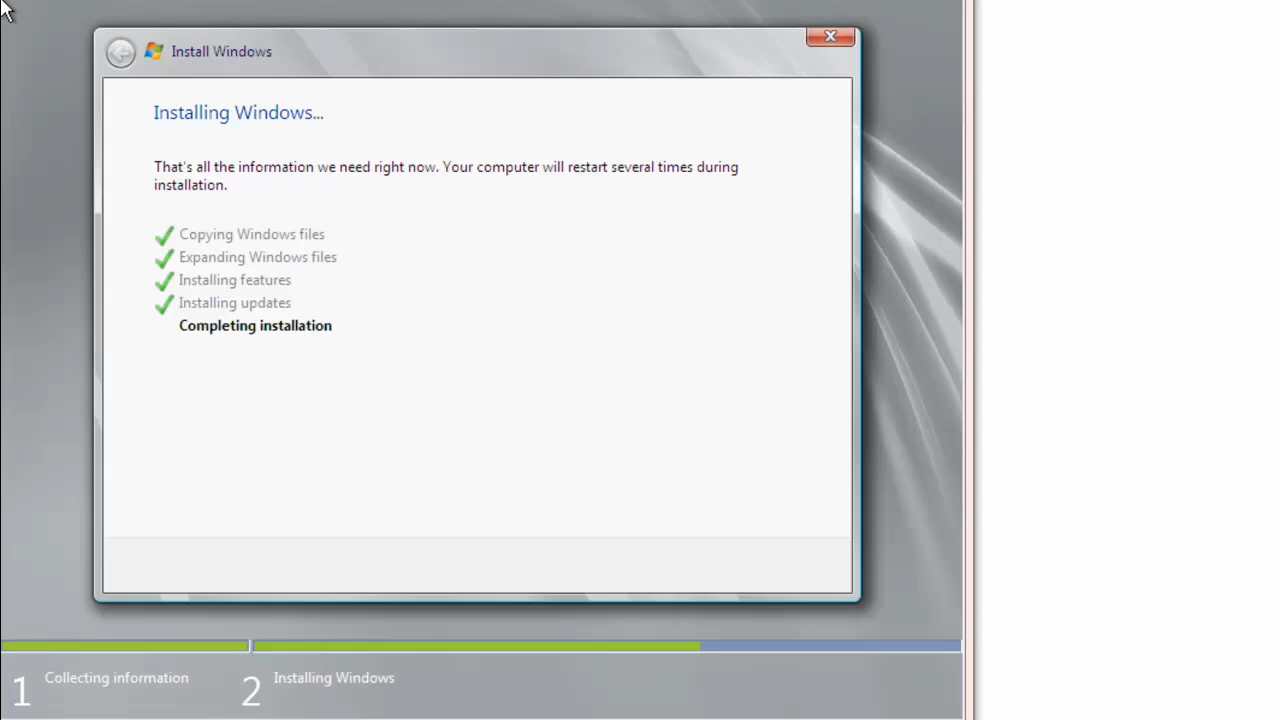 Install Windows
Installing Windows...
That's all the information we need right now. Your computer will restart several times during
installation.
Copying Windows files
Expanding Windows files
Installing features
Installing updates
Completing installation
1 Collecting information
2 Installing Windows